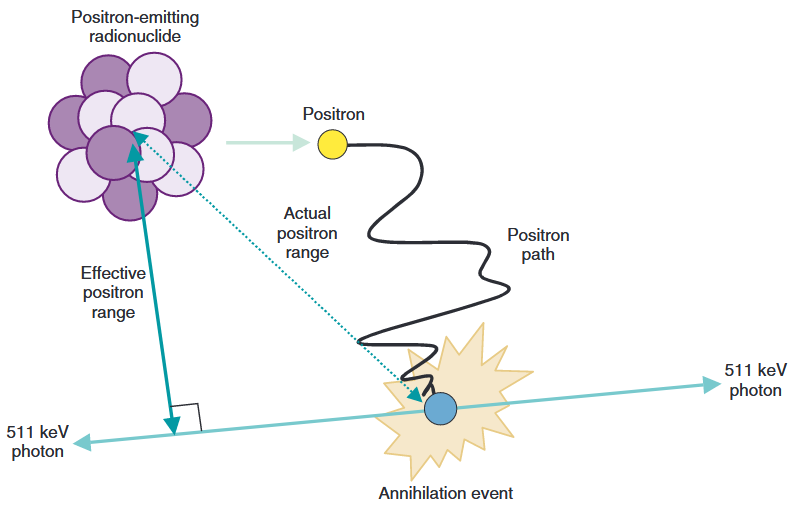 Positron-emitting
radionuclide
Positron
Actual
positron
range
Positron
path
Effective
positron
range
511 keV
photon
511 keV
photon
Annihilation event